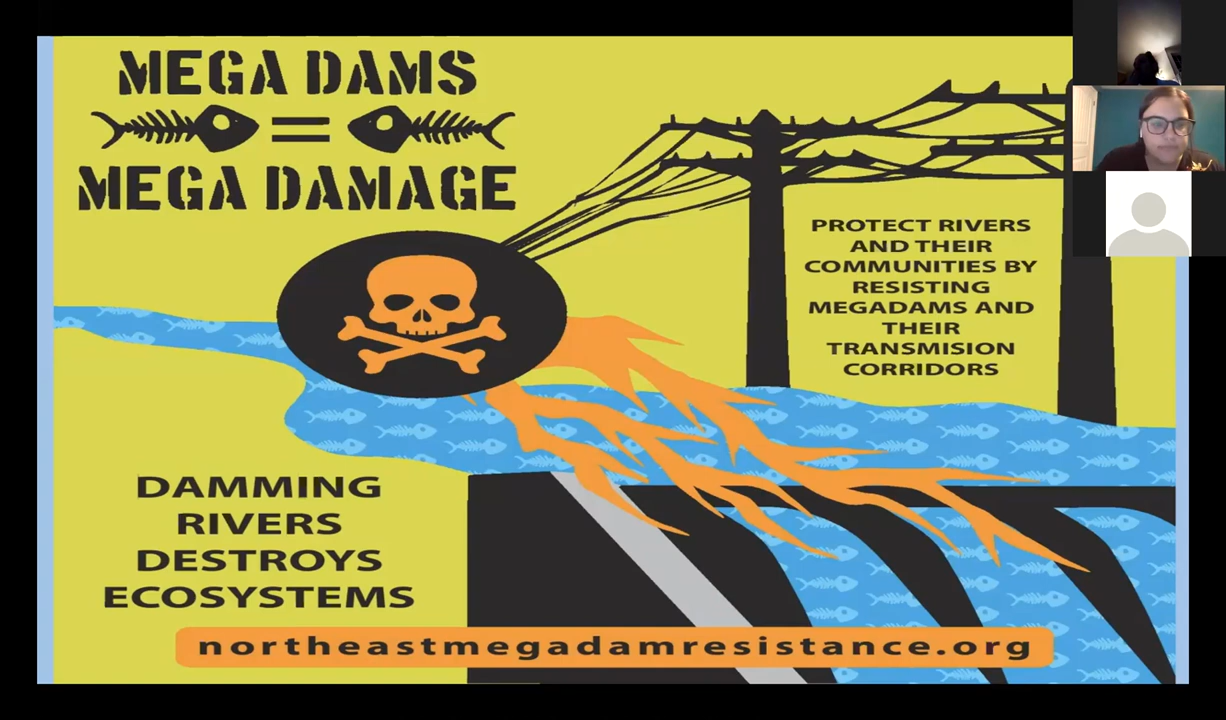 MEGA DAMS
=
MEGA DAMAGE
PROTECT RIVERS
AND THEIR
COMMUNITIES BY
RESISTING
MEGADAMS AND
THEIR
TRANSMISION
CORRIDORS
DAMMING
RIVERS
DESTROYS
ECOSYSTEMS
northeastmegadamresistance.org